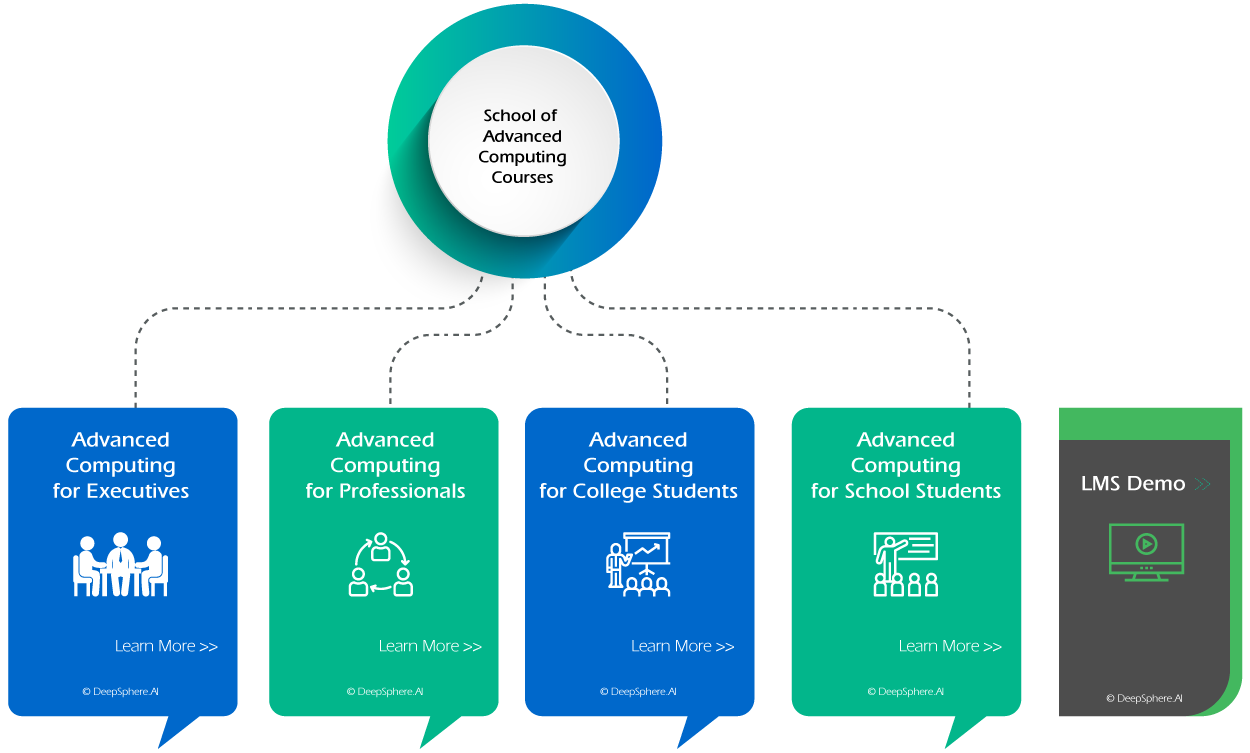 School of
Advanced
Computing
Courses
Advanced
Computing
for Executives
Learn More >>
© DeepSphere.AI
Advanced
Computing
for Professionals
Learn More >>
© DeepSphere.AI
Advanced
Computing
for College Students
Learn More >>
© DeepSphere.AI
Advanced
Computing
for School Students
Learn More >>
© DeepSphere.AI
LMS Demo >>
© DeepSphere.AI